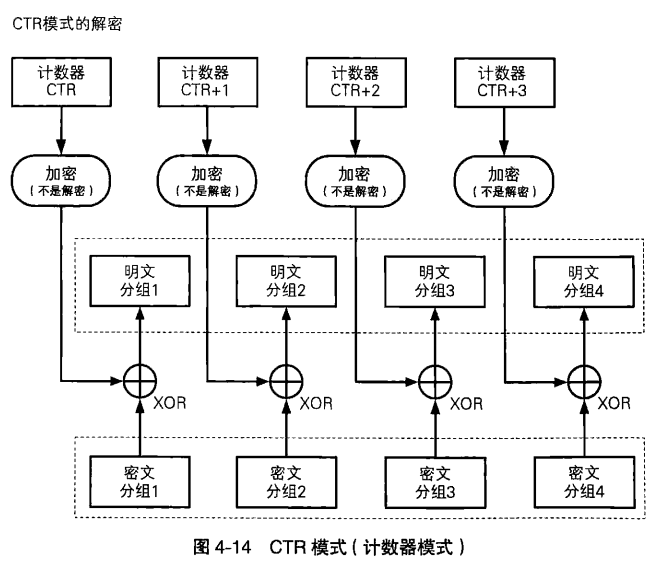 CTR模式的解密
计数器 计数器 计数器 计数器
CTR CTR+1 CTR+2 CTR+3
加密 加密 加密 加密
(不是解密) (不是解密) (不是解密) (不是解密)
明文 明文 明文 明文
分组1 分组2 分组3 分组4
XOR XOR XOR XOR
密文 密文 密文 密文
分组1 分组2 分组3 分组4
图 4-14 CTR 模式(计数器模式)